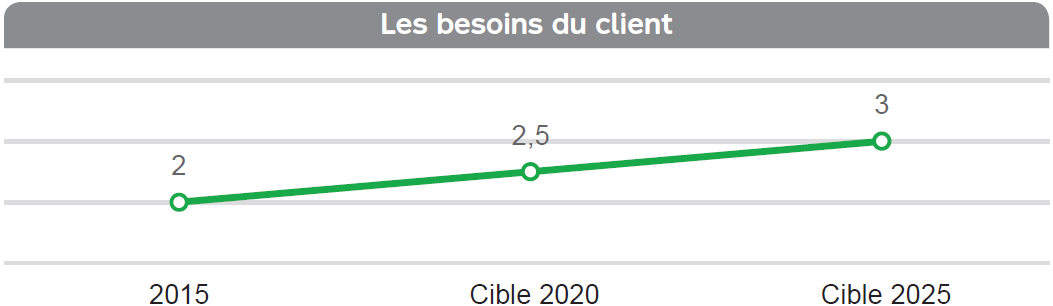 Les besoins du client
2
2,5
3
2015
Cible 2020
Cible 2025